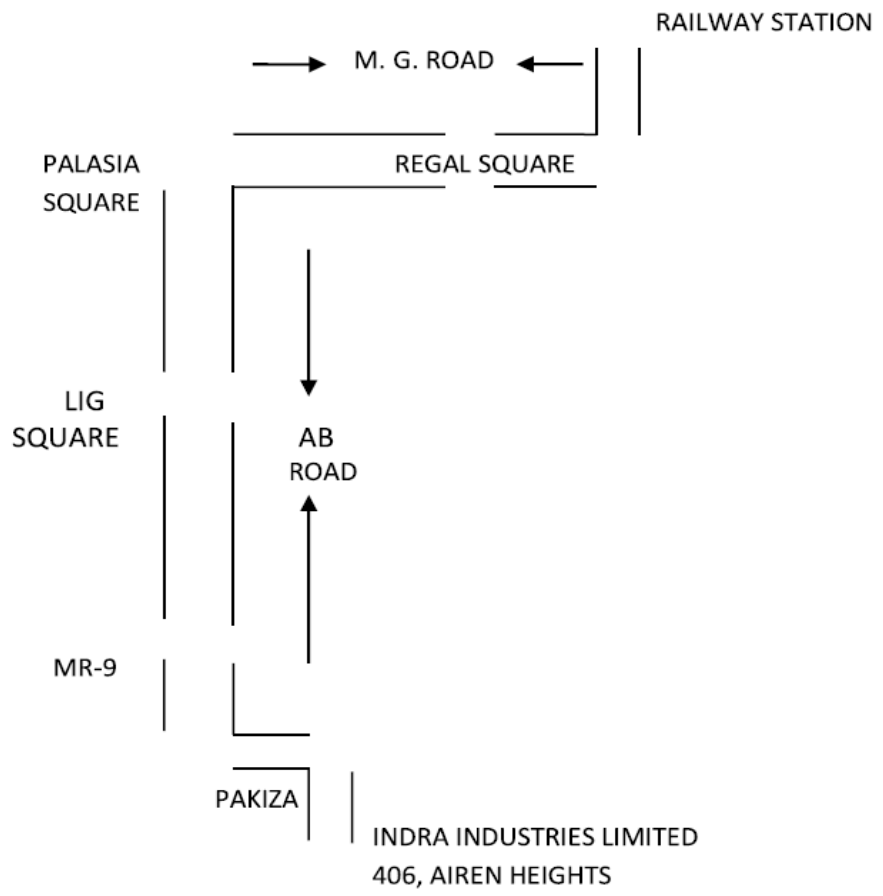 RAILWAY STATION
M. G. ROAD
PALASIA
SQUARE
REGAL SQUARE
LIG
SQUARE
AB
ROAD
MR-9
PAKIZA
INDRA INDUSTRIES LIMITED
406, AIREN HEIGHTS